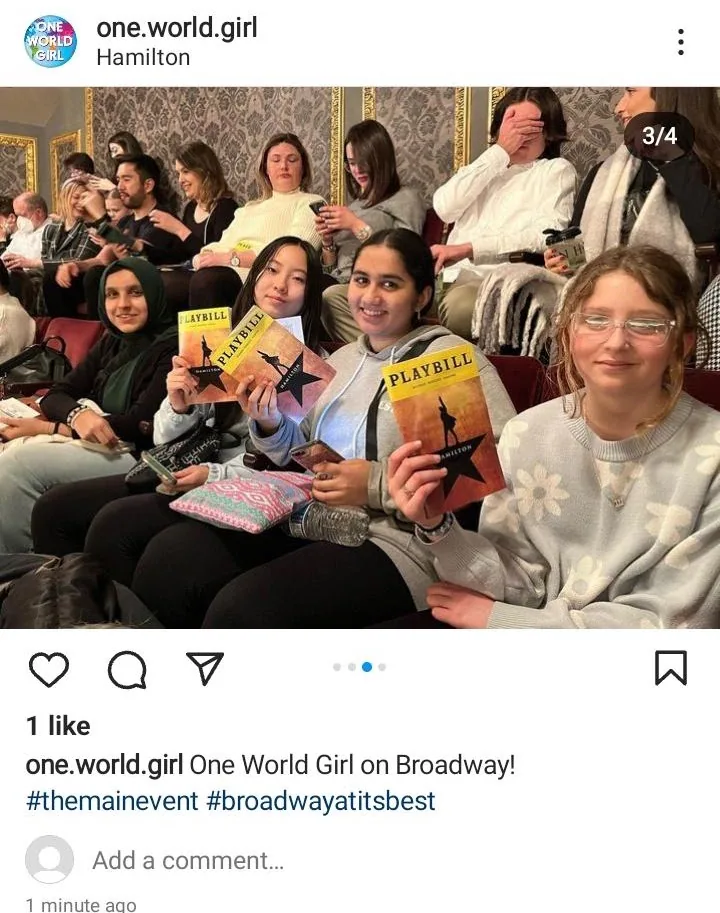 ONE
WORLD
GIRL
one.world.girl
Hamilton
3/4
PLAYBILL
PLAYBILL
PLAYBILL
HAMILTON
HAMILTON
HAMILTON
1 like
one.world.girl One World Girl on Broadway!
#themainevent #broadwayatitsbest
Add a comment...
1 minute ago